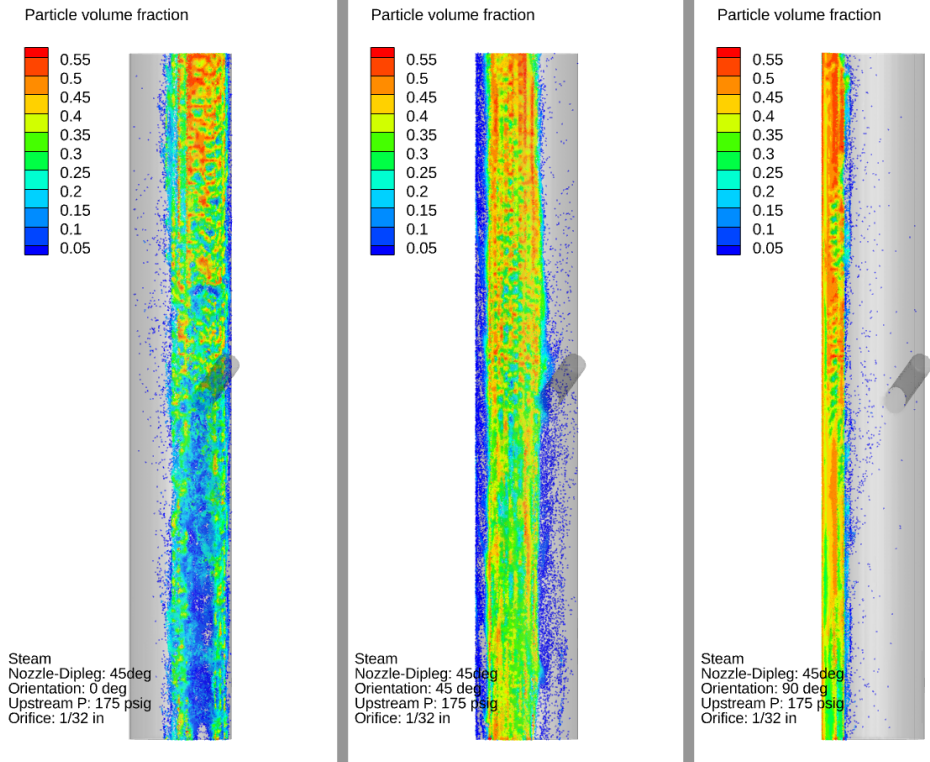 Particle volume fraction
0.55
0.5
0.45
0.4
0.35
0.3
0.25
0.2
0.15
0.1
0.05
Steam
Nozzle-Dipleg: 45deg
Orientation: 0 deg
Upstream P: 175 psig
Orifice: 1/32 in
Particle volume fraction
0.55
0.5
0.45
0.4
0.35
0.3
0.25
0.2
0.15
0.1
0.05
Steam
Nozzle-Dipleg: 45deg
Orientation: 45 deg
Upstream P: 175 psig
Orifice: 1/32 in
Particle volume fraction
0.55
0.5
0.45
0.4
0.35
0.3
0.25
0.2
0.15
0.1
0.05
Steam
Nozzle-Dipleg: 45deg
Orientation: 90 deg
Upstream P: 175 psig
Orifice: 1/32 in